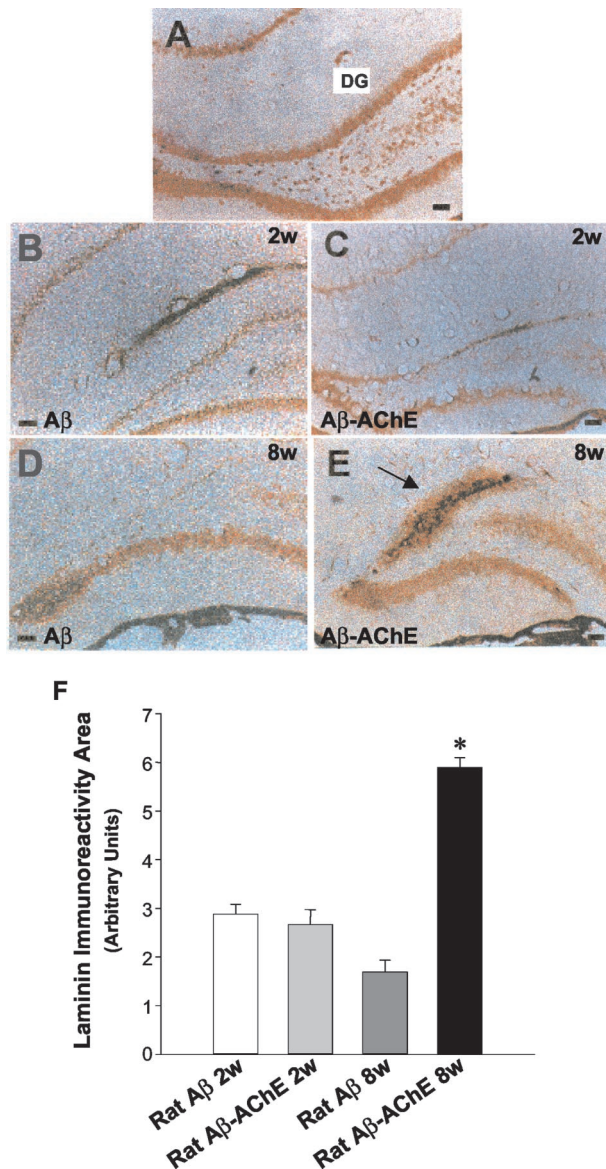 A
DG
B
2w
Aβ
C
2w
Aβ-AChE
D
8w
Aβ
E
8w
Aβ-AChE
F
Laminin Immunoreactivity Area
(Arbitrary Units)
7
6
5
4
3
2
1
0
*
Rat Aβ 2w
Rat Aβ-AChE 2w
Rat Aβ 8w
Rat Aβ-AChE 8w